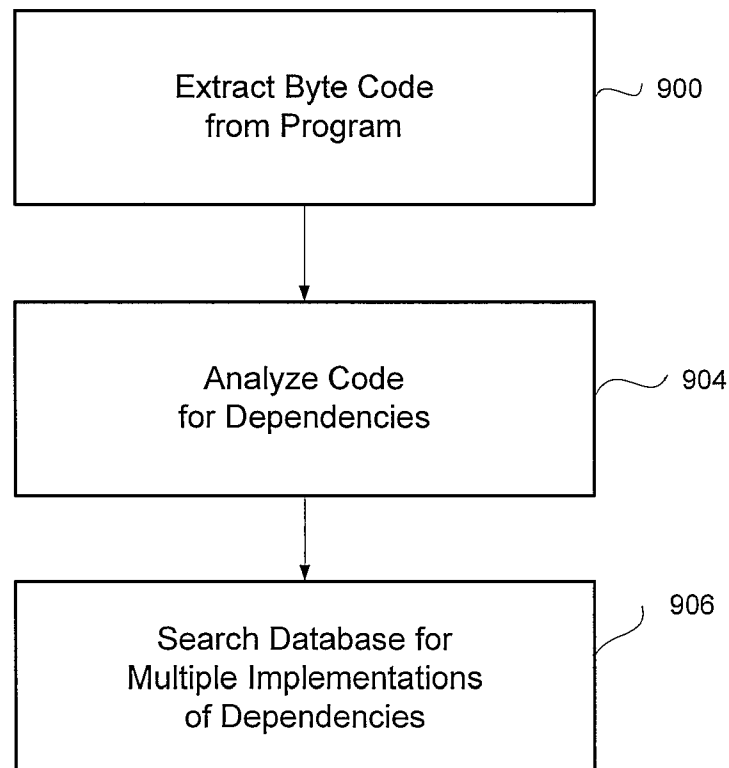 Extract Byte Code
from Program
900
Analyze Code
for Dependencies
904
Search Database for
Multiple Implementations
of Dependencies
906